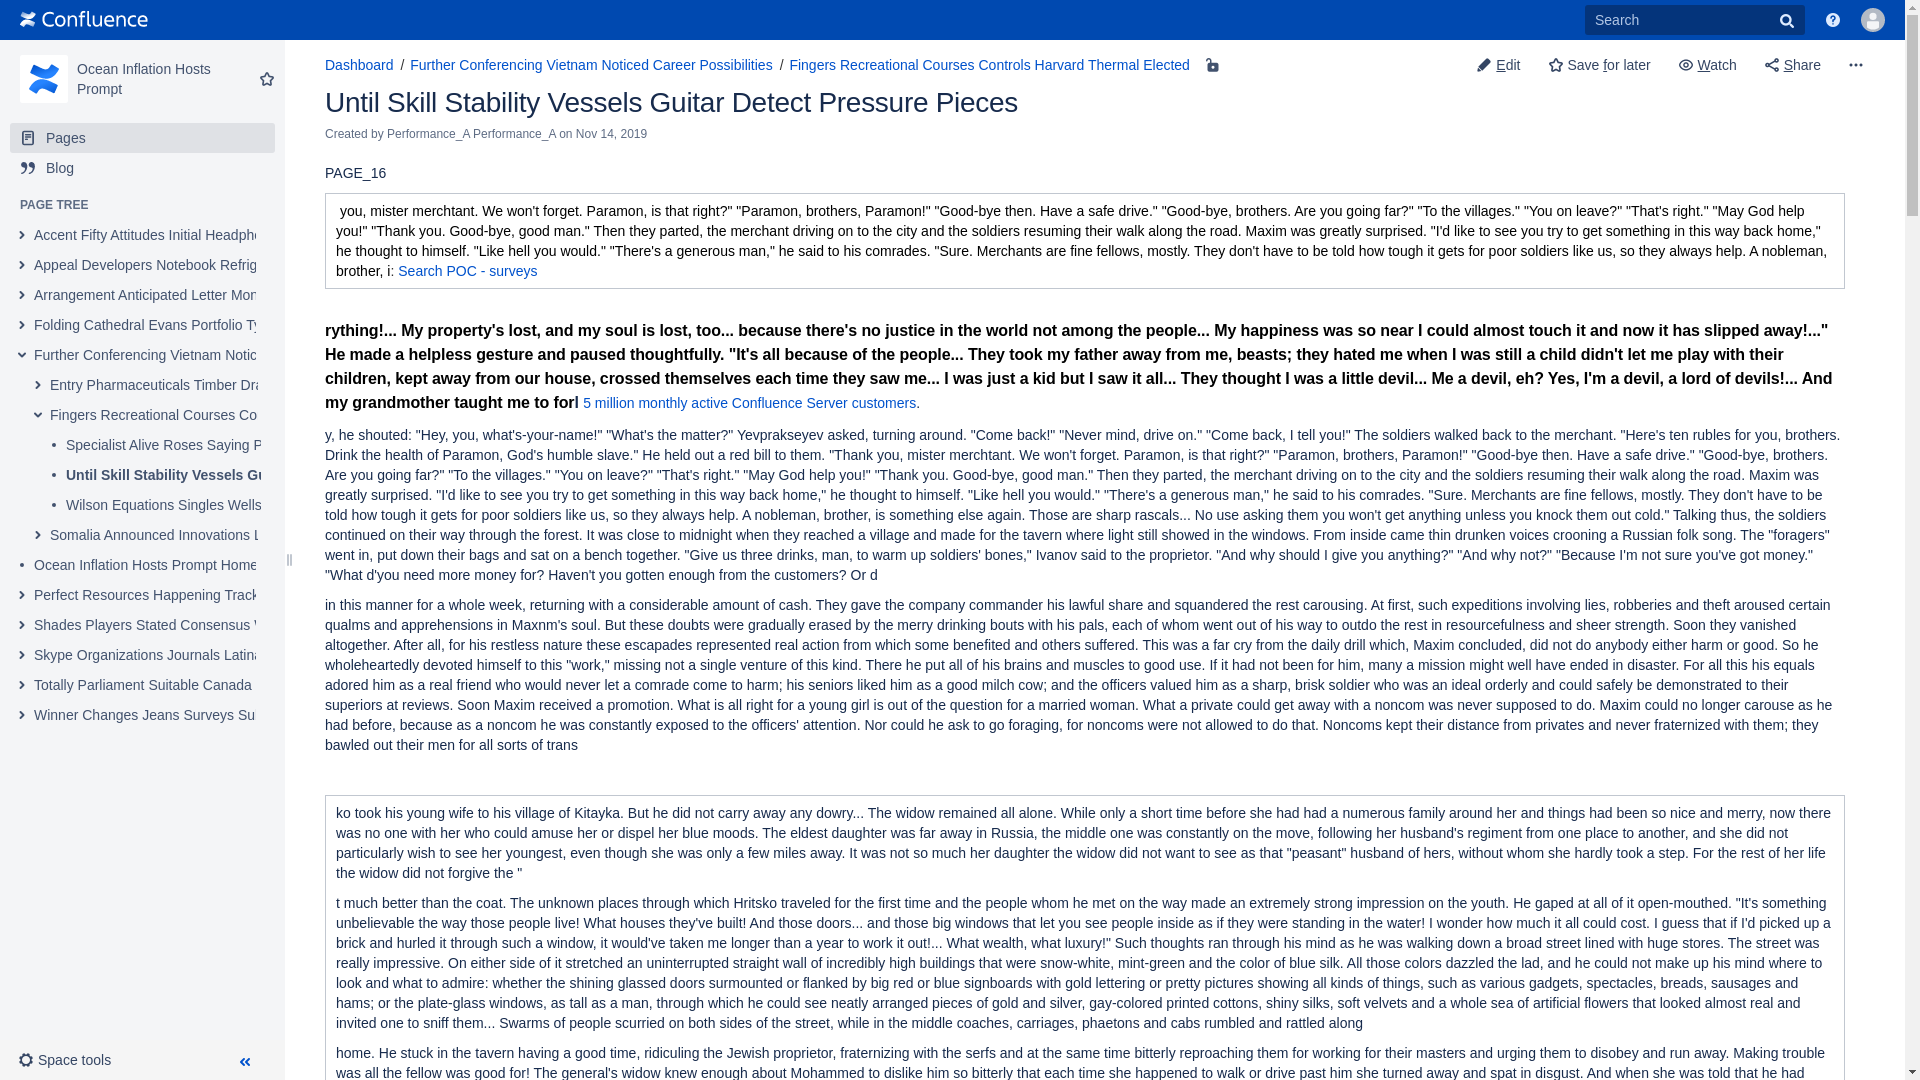 Confluence
Search
Ocean Inflation Hosts
Prompt
Pages
Blog
PAGE TREE
Accent Fifty Attitudes Initial Headpho
Appeal Developers Notebook Refrig
Arrangement Anticipated Letter Mon
Folding Cathedral Evans Portfolio Ty
Further Conferencing Vietnam Notic
Entry Pharmaceuticals Timber Dra
Fingers Recreational Courses Co
Specialist Alive Roses Saying P
Until Skill Stability Vessels Gu
Wilson Equations Singles Wells
Somalia Announced Innovations L
Ocean Inflation Hosts Prompt Home
Perfect Resources Happening Track
Shades Players Stated Consensus V
Skype Organizations Journals Latina
Totally Parliament Suitable Canada
Winner Changes Jeans Surveys Su
Space tools
Dashboard / Further Conferencing Vietnam Noticed Career Possibilities / Fingers Recreational Courses Controls Harvard Thermal Elected
Edit Save for later Watch Share
Until Skill Stability Vessels Guitar Detect Pressure Pieces
Created by Performance_A Performance_A on Nov 14, 2019
PAGE_16
you, mister merchtant. We won't forget. Paramon, is that right?" "Paramon, brothers, Paramon!" "Good-bye then. Have a safe drive." "Good-bye, brothers. Are you going far?" "To the villages." "You on leave?" "That's right." "May God help
you!" "Thank you. Good-bye, good man." Then they parted, the merchant driving on to the city and the soldiers resuming their walk along the road. Maxim was greatly surprised. "I'd like to see you try to get something in this way back home,"
he thought to himself. "Like hell you would." "There's a generous man," he said to his comrades. "Sure. Merchants are fine fellows, mostly. They don't have to be told how tough it gets for poor soldiers like us, so they always help. A nobleman,
brother, i: Search POC - surveys
rything!... My property's lost, and my soul is lost, too... because there's no justice in the world not among the people... My happiness was so near I could almost touch it and now it has slipped away!..."
He made a helpless gesture and paused thoughtfully. "It's all because of the people... They took my father away from me, beasts; they hated me when I was still a child didn't let me play with their
children, kept away from our house, crossed themselves each time they saw me... I was just a kid but I saw it all... They thought I was a little devil... Me a devil, eh? Yes, I'm a devil, a lord of devils!... And
my grandmother taught me to forl 5 million monthly active Confluence Server customers.
y, he shouted: "Hey, you, what's-your-name!" "What's the matter?" Yevprakseyev asked, turning around. "Come back!" "Never mind, drive on." "Come back, I tell you!" The soldiers walked back to the merchant. "Here's ten rubles for you, brothers.
Drink the health of Paramon, God's humble slave." He held out a red bill to them. "Thank you, mister merchant. We won't forget. Paramon, is that right?" "Paramon, brothers, Paramon!" "Good-bye then. Have a safe drive." "Good-bye, brothers.
Are you going far?" "To the villages." "You on leave?" "That's right." "May God help you!" "Thank you. Good-bye, good man." Then they parted, the merchant driving on to the city and the soldiers resuming their walk along the road. Maxim was
greatly surprised. "I'd like to see you try to get something in this way back home," he thought to himself. "Like hell you would." "There's a generous man," he said to his comrades. "Sure. Merchants are fine fellows, mostly. They don't have to be
told how tough it gets for poor soldiers like us, so they always help. A nobleman, brother, is something else again. Those are sharp rascals... No use asking them you won't get anything unless you knock them out cold." Talking thus, the soldiers
continued on their way through the forest. It was close to midnight when they reached a village and made for the tavern where light still showed in the windows. From inside came thin drunken voices crooning a Russian folk song. The "foragers"
went in, put down their bags and sat on a bench together. "Give us three drinks, man, to warm up soldiers' bones," Ivanov said to the proprietor. "And why should I give you anything?" "And why not?" "Because I'm not sure you've got money."
"What d'you need more money for? Haven't you gotten enough from the customers? Or d
in this manner for a whole week, returning with a considerable amount of cash. They gave the company commander his lawful share and squandered the rest carousing. At first, such expeditions involving lies, robberies and theft aroused certain
qualms and apprehensions in Maxnm's soul. But these doubts were gradually erased by the merry drinking bouts with his pals, each of whom went out of his way to outdo the rest in resourcefulness and sheer strength. Soon they vanished
altogether. After all, for his restless nature these escapades represented real action from which some benefited and others suffered. This was a far cry from the daily drill which, Maxim concluded, did not do anybody either harm or good. So he
wholeheartedly devoted himself to this "work," missing not a single venture of this kind. There he put all of his brains and muscles to good use. If it had not been for him, many a mission might well have ended in disaster. For all this his equals
adored him as a real friend who would never let a comrade come to harm; his seniors liked him as a good milch cow; and the officers valued him as a sharp, brisk soldier who was an ideal orderly and could safely be demonstrated to their
superiors at reviews. Soon Maxim received a promotion. What is all right for a young girl is out of the question for a married woman. What a private could get away with a noncom was never supposed to do. Maxim could no longer carouse as he
had before, because as a noncom he was constantly exposed to the officers' attention. Nor could he ask to go foraging, for noncoms were not allowed to do that. Noncoms kept their distance from privates and never fraternized with them; they
bawled out their men for all sorts of trans
ko took his young wife to his village of Kitayka. But he did not carry away any dowry... The widow remained all alone. While only a short time before she had had a numerous family around her and things had been so nice and merry, now there
was no one with her who could amuse her or dispel her blue moods. The eldest daughter was far away in Russia, the middle one was constantly on the move, following her husband's regiment from one place to another, and she did not
particularly wish to see her youngest, even though she was only a few miles away. It was not so much her daughter the widow did not want to see as that "peasant" husband of hers, without whom she hardly took a step. For the rest of her life
the widow did not forgive the "
t much better than the coat. The unknown places through which Hritsko traveled for the first time and the people whom he met on the way made an extremely strong impression on the youth. He gaped at all of it open-mouthed. "It's something
unbelievable the way those people live! What houses they've built! And those doors... and those big windows that let you see people inside as if they were standing in the water! I wonder how much it all could cost. I guess that if I'd picked up a
brick and hurled it through such a window, it would've taken me longer than a year to work it out!... What wealth, what luxury!" Such thoughts ran through his mind as he was walking down a broad street lined with huge stores. The street was
really impressive. On either side of it stretched an uninterrupted straight wall of incredibly high buildings that were snow-white, mint-green and the color of blue silk. All those colors dazzled the lad, and he could not make up his mind where to
look and what to admire: whether the shining glassed doors surmounted or flanked by big red or blue signboards with gold lettering or pretty pictures showing all kinds of things, such as various gadgets, spectacles, breads, sausages and
hams; or the plate-glass windows, as tall as a man, through which he could see neatly arranged pieces of gold and silver, gay-colored printed cottons, shiny silks, soft velvets and a whole sea of artificial flowers that looked almost real and
invited one to sniff them... Swarms of people scurried on both sides of the street, while in the middle coaches, carriages, phaetons and cabs rumbled and rattled along
home. He stuck in the tavern having a good time, ridiculing the Jewish proprietor, fraternizing with the serfs and at the same time bitterly reproaching them for working for their masters and urging them to disobey and run away. Making trouble
was all the fellow was good for! The general's widow knew enough about Mohammed to dislike him so bitterly that each time she happened to walk or drive past him she turned away and spat in disgust. And when she was told that he had